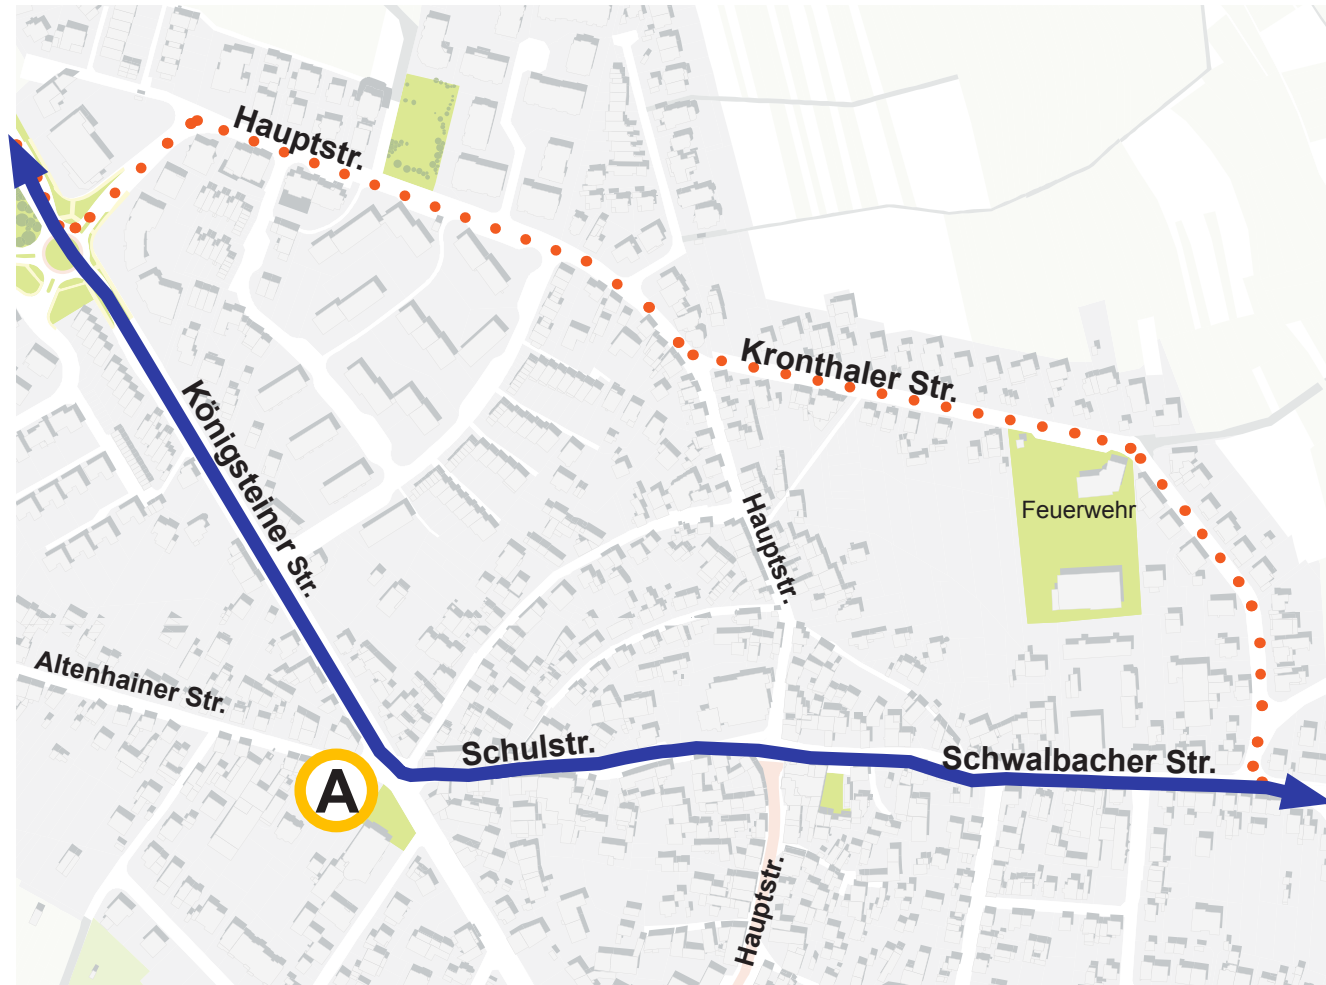 Hauptstr.
Kronthaler Str.
Königsteiner Str.
Hauptstr.
Feuerwehr
Altenhainer Str.
Schulstr.
Schwalbacher Str.
A
Hauptstr.